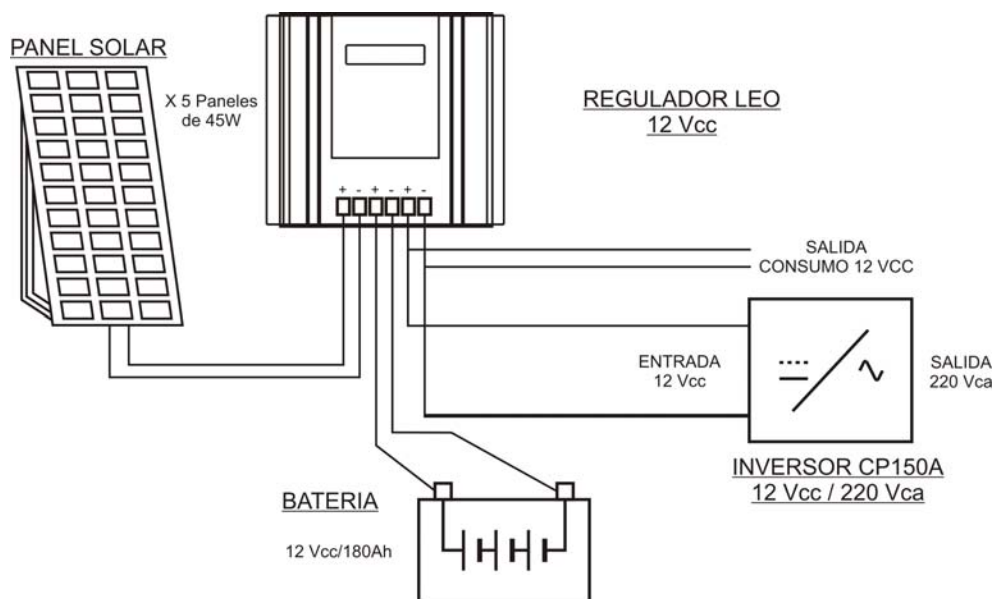 PANEL SOLAR
X 5 Paneles
de 45W
REGULADOR LEO
12 Vcc
+ - + - + -
SALIDA
CONSUMO 12 VCC
ENTRADA
12 Vcc
SALIDA
220 Vca
INVERSOR CP150A
12 Vcc / 220 Vca
BATERIA
12 Vcc/180Ah